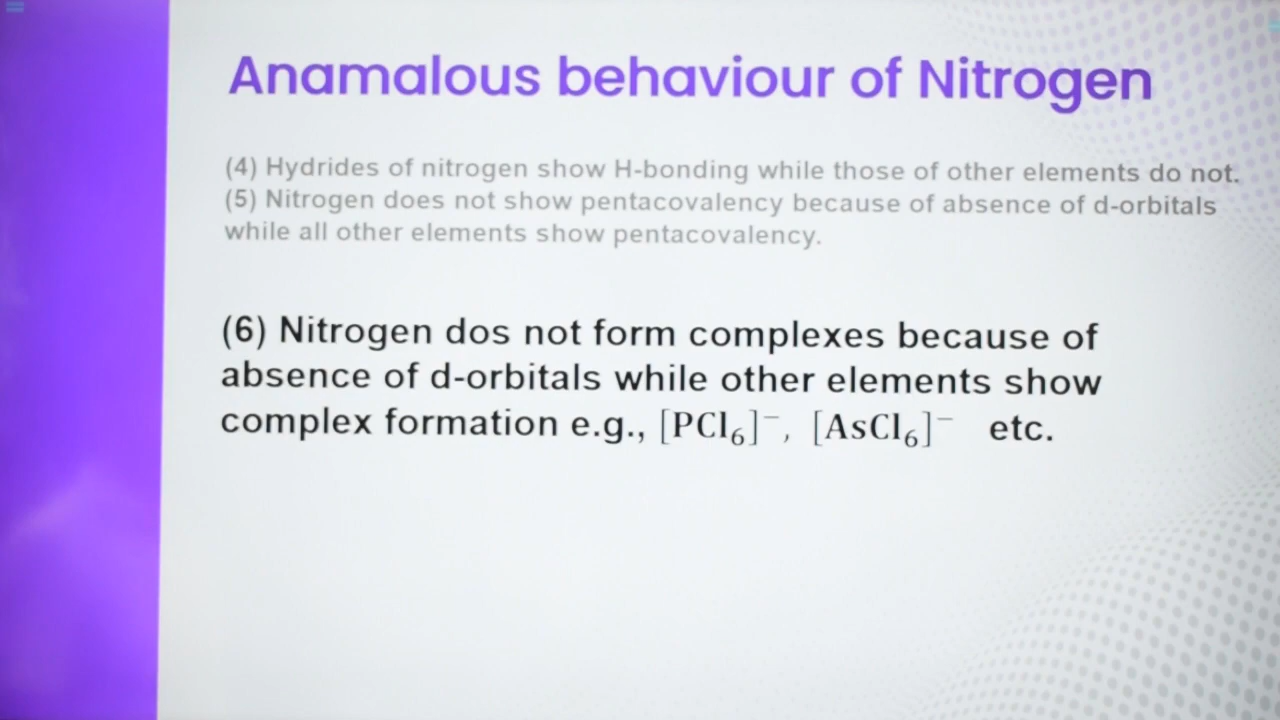 Anamalous behaviour of Nitrogen
(4) Hydrides of nitrogen show H-bonding while those of other elements do not.
(5) Nitrogen does not show pentacovalency because of absence of d-orbitals
while all other elements show pentacovalency.
(6) Nitrogen dos not form complexes because of
absence of d-orbitals while other elements show
complex formation e.g., [PCl₆]⁻, [AsCl₆]⁻ etc.